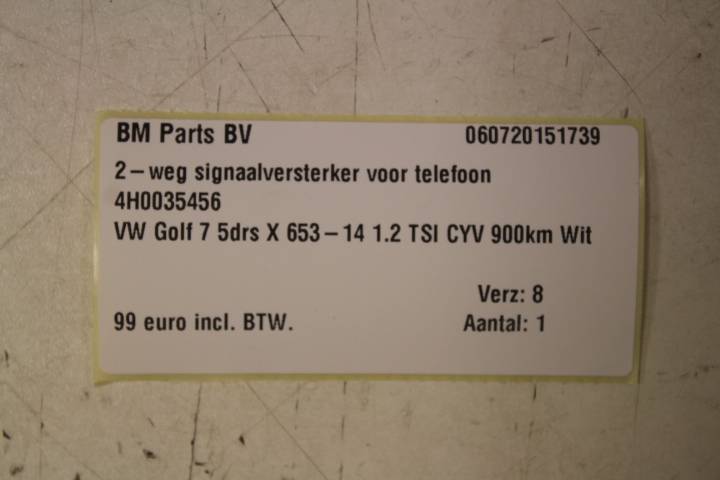 BM Parts BV 060720151739
2-weg signaalversterker voor telefoon
4H0035456
VW Golf 7 5drs X 653-14 1.2 TSI CYV 900km Wit
Verz: 8
99 euro incl. BTW. Aantal: 1